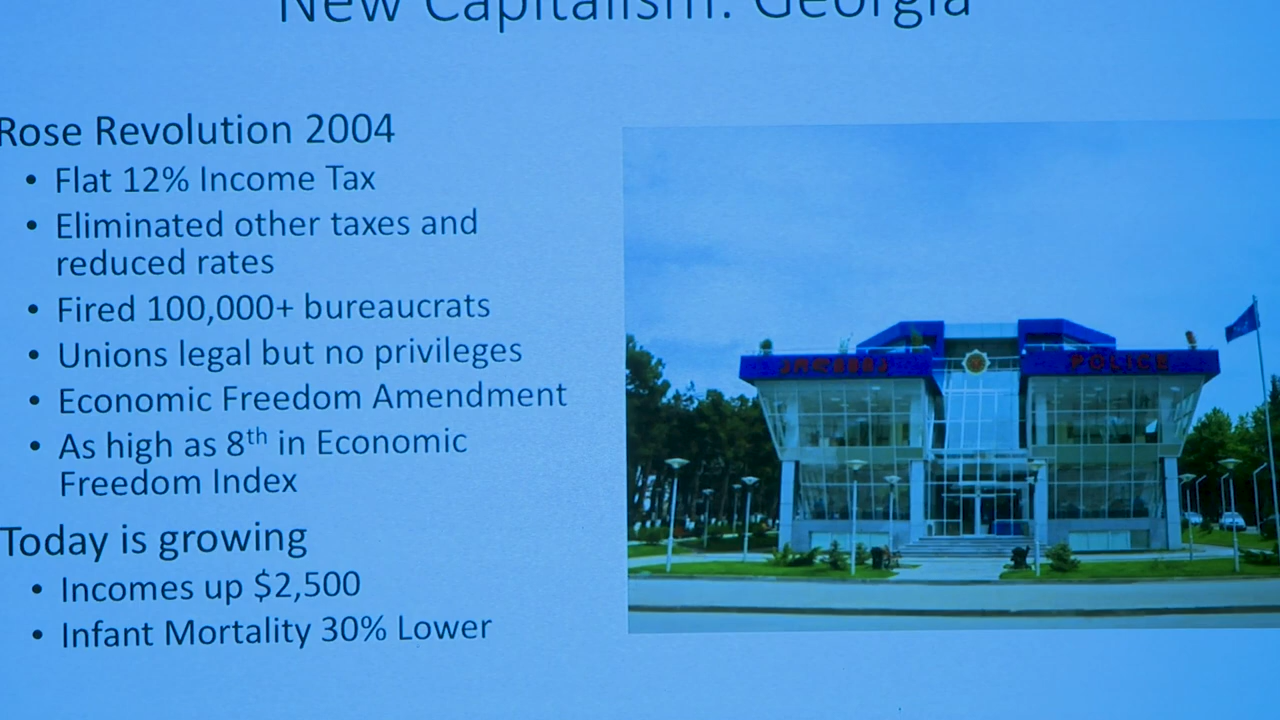 New Capitalism: Georgia
Rose Revolution 2004
• Flat 12% Income Tax
• Eliminated other taxes and
reduced rates
• Fired 100,000+ bureaucrats
• Unions legal but no privileges
• Economic Freedom Amendment
• As high as 8th in Economic
Freedom Index
Today is growing
• Incomes up $2,500
• Infant Mortality 30% Lower
POLICE